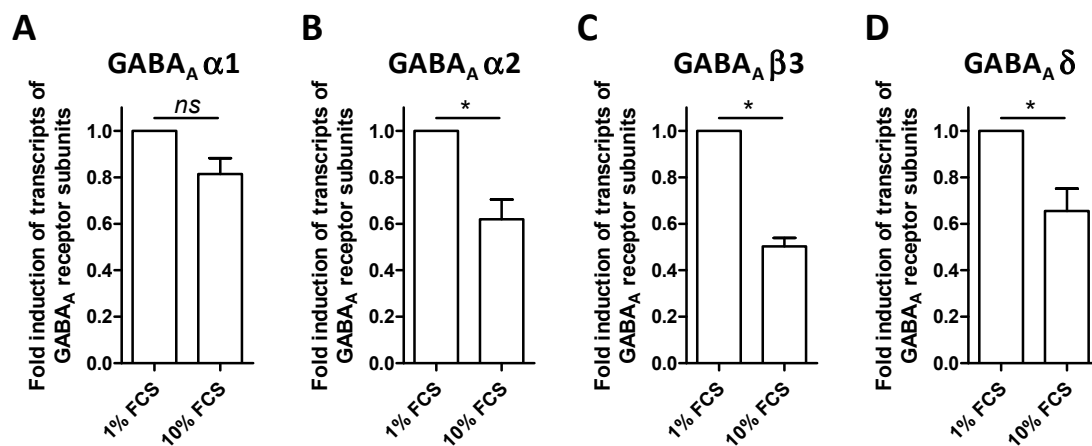 A
GABAA α1
Fold induction of transcripts of
GABAA receptor subunits
ns
1.0
0.8
0.6
0.4
0.2
0.0
1% FCS
10% FCS
B
GABAA α2
Fold induction of transcripts of
GABAA receptor subunits
*
1.0
0.8
0.6
0.4
0.2
0.0
1% FCS
10% FCS
C
GABAA β3
Fold induction of transcripts of
GABAA receptor subunits
*
1.0
0.8
0.6
0.4
0.2
0.0
1% FCS
10% FCS
D
GABAA δ
Fold induction of transcripts of
GABAA receptor subunits
*
1.0
0.8
0.6
0.4
0.2
0.0
1% FCS
10% FCS